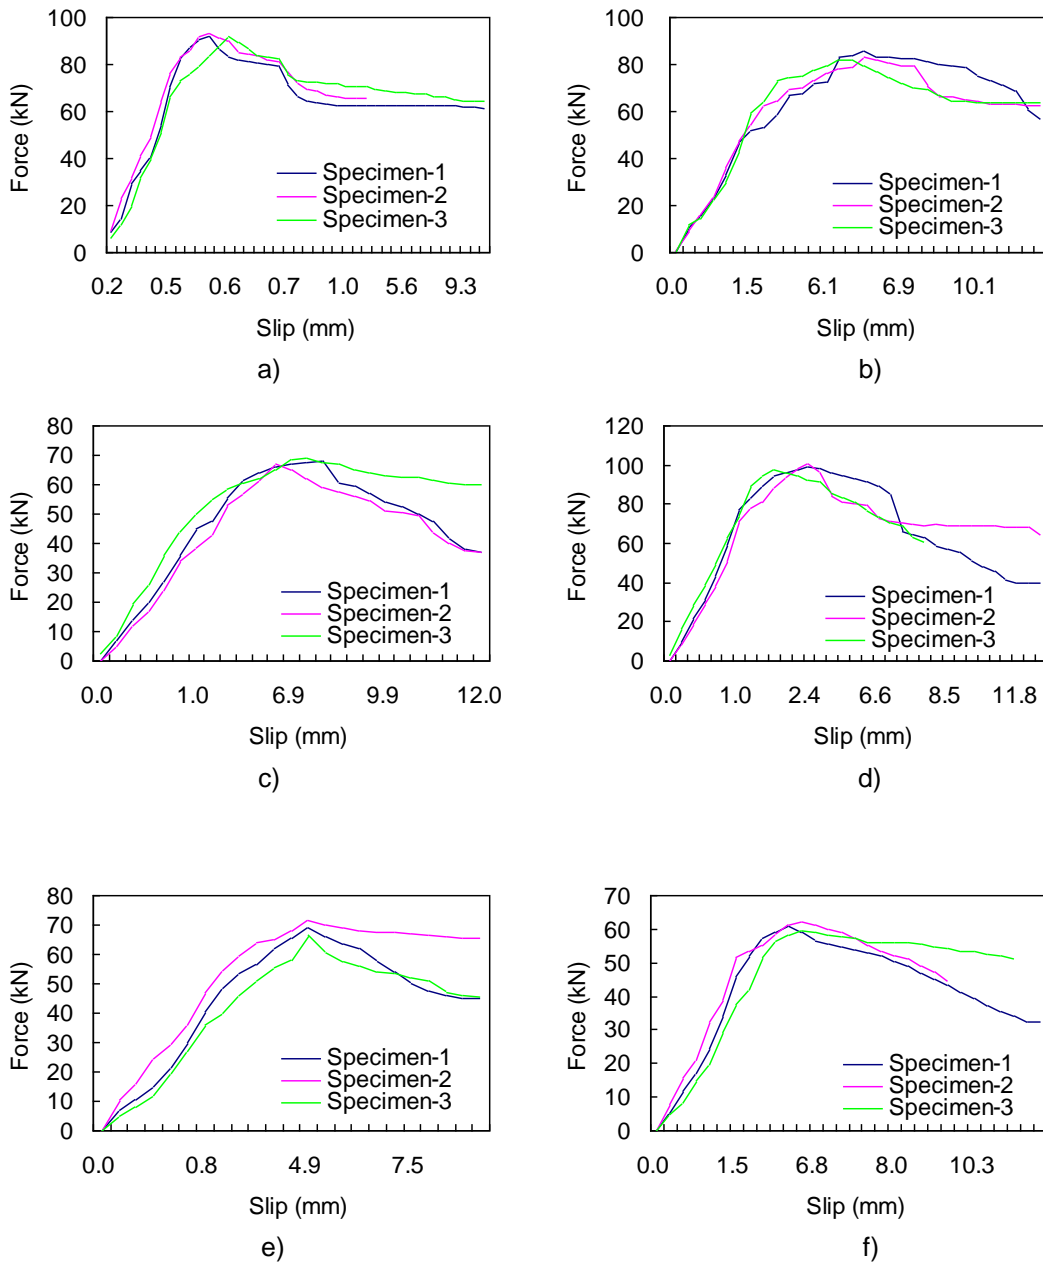 100
80
60
40
20
0
Force (kN)
Specimen-1
Specimen-2
Specimen-3
0.2 0.5 0.6 0.7 1.0 5.6 9.3
Slip (mm)
a)
100
80
60
40
20
0
Force (kN)
Specimen-1
Specimen-2
Specimen-3
0.0 1.5 6.1 6.9 10.1
Slip (mm)
b)
80
70
60
50
40
30
20
10
0
Force (kN)
Specimen-1
Specimen-2
Specimen-3
0.0 1.0 6.9 9.9 12.0
Slip (mm)
c)
120
100
80
60
40
20
0
Force (kN)
Specimen-1
Specimen-2
Specimen-3
0.0 1.0 2.4 6.6 8.5 11.8
Slip (mm)
d)
80
70
60
50
40
30
20
10
0
Force (kN)
Specimen-1
Specimen-2
Specimen-3
0.0 0.8 4.9 7.5
Slip (mm)
e)
70
60
50
40
30
20
10
0
Force (kN)
Specimen-1
Specimen-2
Specimen-3
0.0 1.5 6.8 8.0 10.3
Slip (mm)
f)